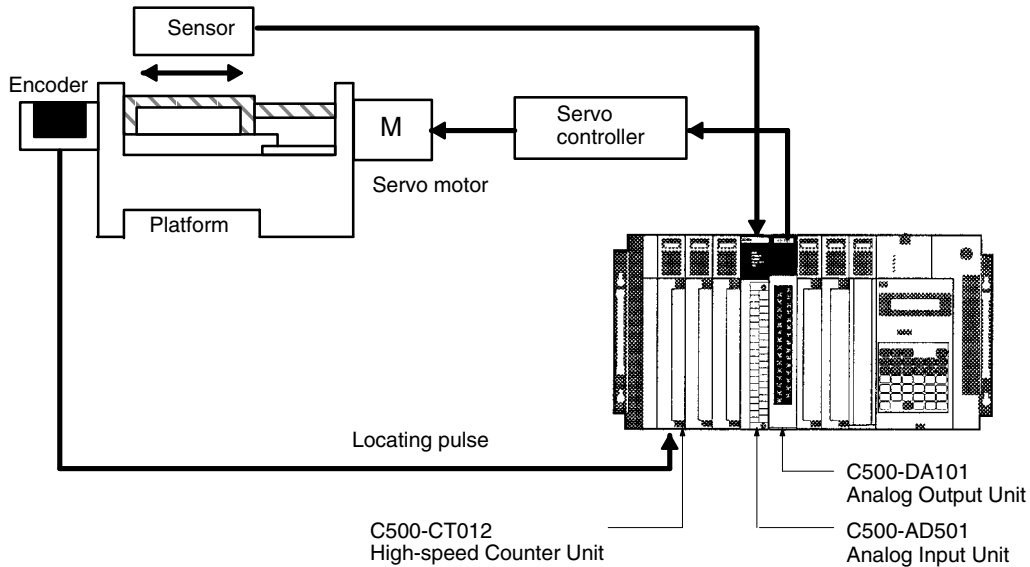 Sensor
Encoder
M
Servo
controller
Servo motor
Platform
Locating pulse
C500-DA101
Analog Output Unit
C500-CT012
High-speed Counter Unit
C500-AD501
Analog Input Unit